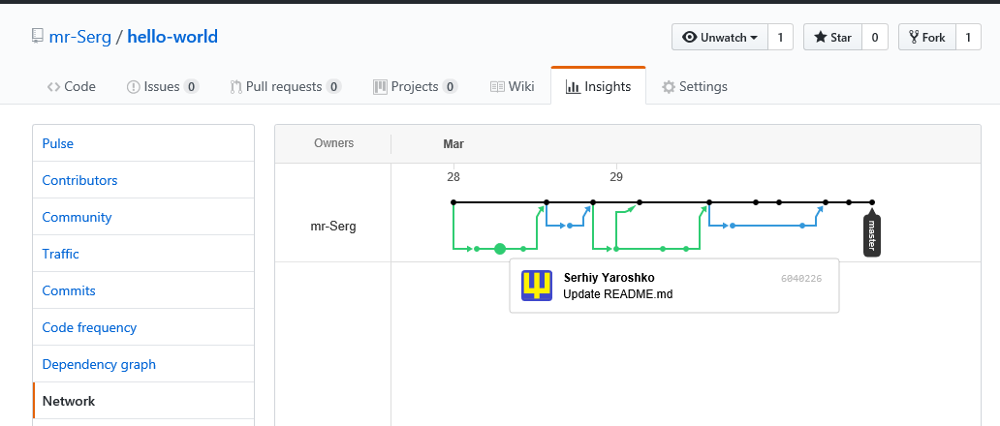 mr-Serg / hello-world
Unwatch 1 Star 0 Fork 1
Code Issues 0 Pull requests 0 Projects 0 Wiki Insights Settings
Pulse
Contributors
Community
Traffic
Commits
Code frequency
Dependency graph
Network
Owners Mar
28 29
mr-Serg
master
Serhiy Yaroshko 6040226
Update README.md